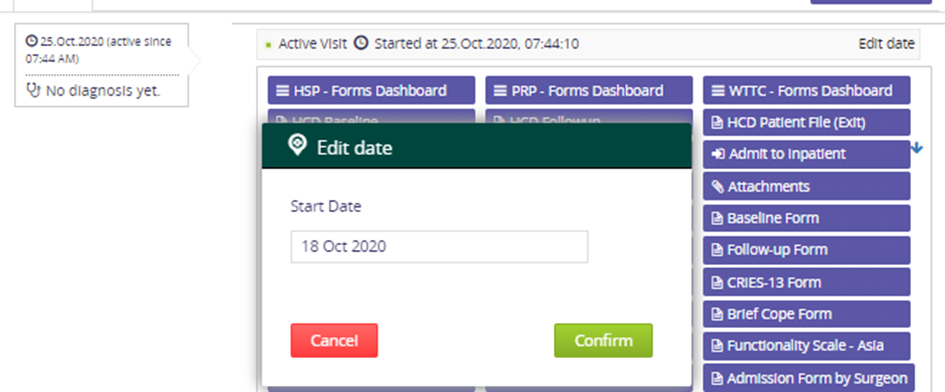 25.Oct.2020 (active since
07:44 AM)
No diagnosis yet.
Active Visit Started at 25.Oct.2020, 07:44:10
Edit date
HSP - Forms Dashboard
PRP - Forms Dashboard
WTTC - Forms Dashboard
HCD Baseline
HCD Followup
HCD Patient File (Exit)
Admit to Inpatient
Attachments
Baseline Form
Follow-up Form
CRIES-13 Form
Brief Cope Form
Functionality Scale - Asia
Admission Form by Surgeon
Edit date
Start Date
18 Oct 2020
Cancel
Confirm